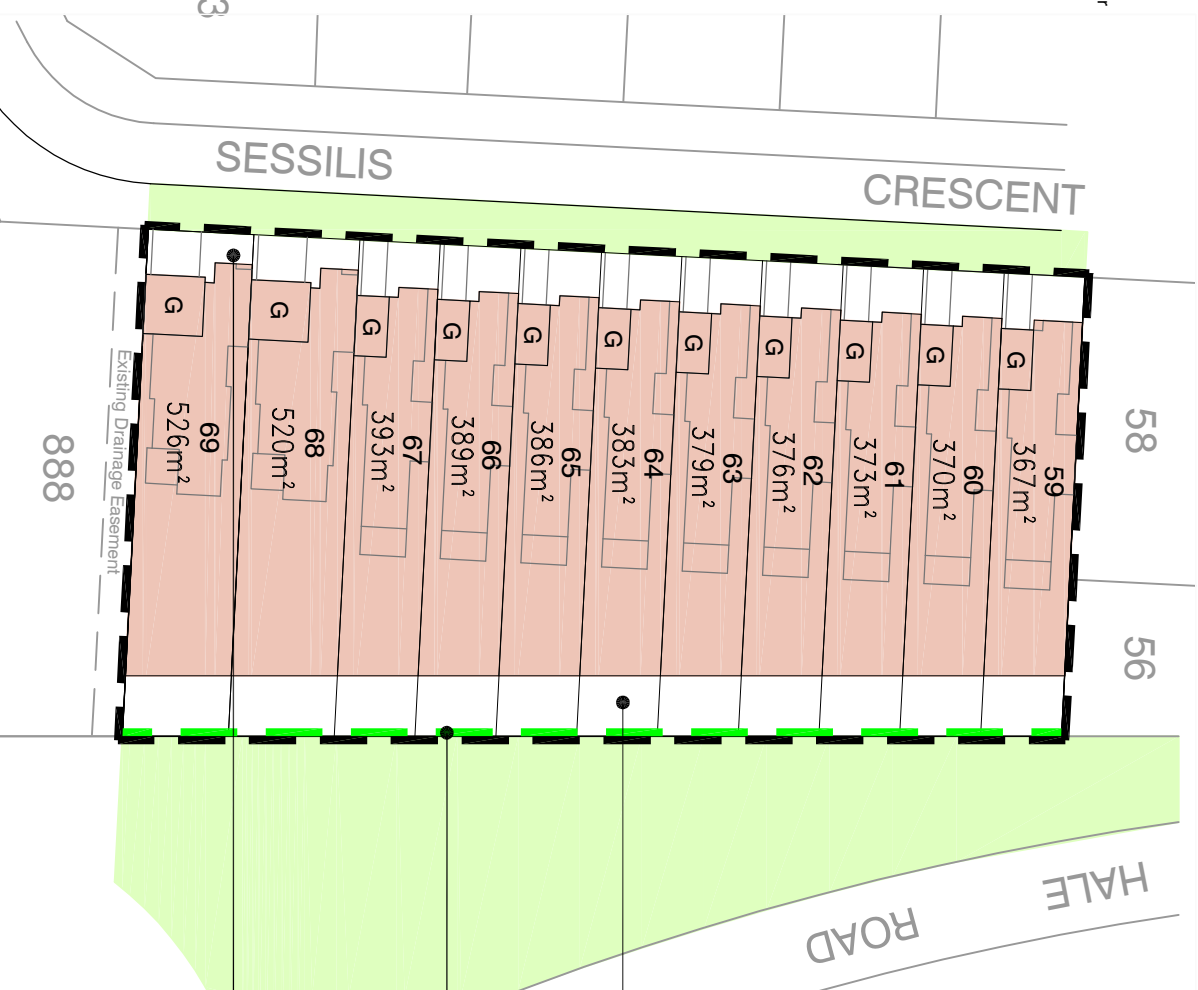 3
SESSILIS
CRESCENT
G
G
G
G
G
G
G
G
G
G
G
69
526m²
68
520m²
67
393m²
66
389m²
65
386m²
64
383m²
63
379m²
62
376m²
61
373m²
60
370m²
59
367m²
Existing Drainage Easement
888
58
56
HALE
ROAD